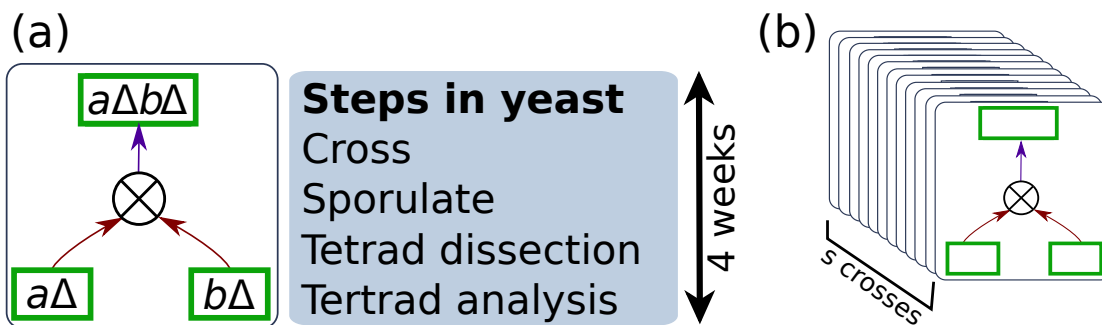 (a)
aΔbΔ
aΔ
bΔ
Steps in yeast
Cross
Sporulate
Tetrad dissection
Tertrad analysis
4 weeks
(b)
s crosses